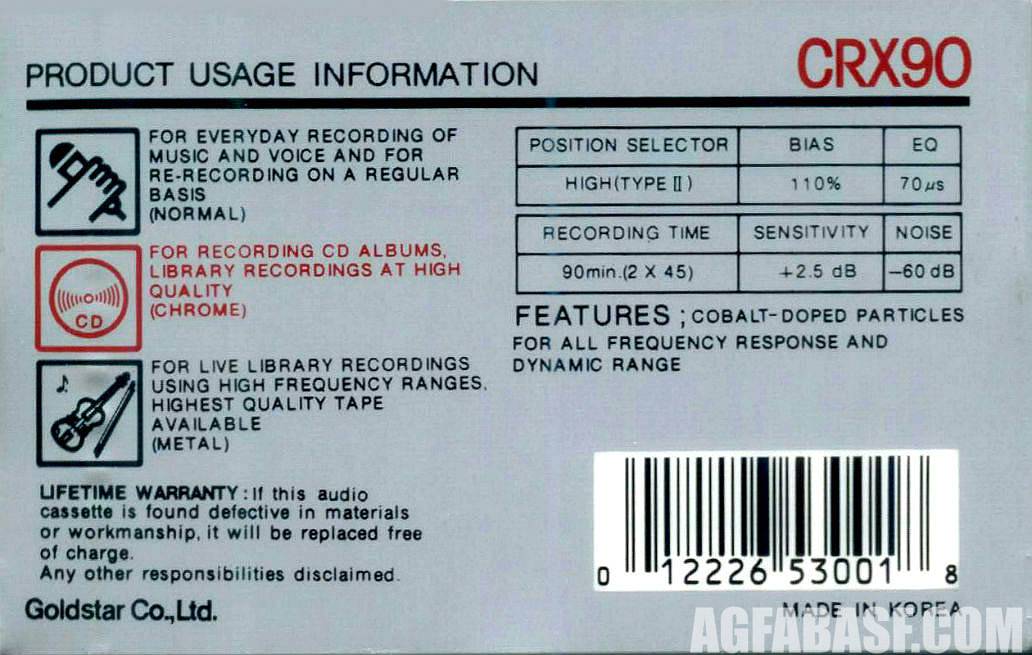 PRODUCT USAGE INFORMATION
CRX90
FOR EVERYDAY RECORDING OF
MUSIC AND VOICE AND FOR
RE-RECORDING ON A REGULAR
BASIS
(NORMAL)
FOR RECORDING CD ALBUMS,
LIBRARY RECORDINGS AT HIGH
QUALITY
(CHROME)
CD
FOR LIVE LIBRARY RECORDINGS
USING HIGH FREQUENCY RANGES.
HIGHEST QUALITY TAPE
AVAILABLE
(METAL)
LIFETIME WARRANTY : If this audio
cassette is found defective in materials
or workmanship, it will be replaced free
of charge.
Any other responsibilities disclaimed.
Goldstar Co.,Ltd.
POSITION SELECTOR BIAS EQ
HIGH(TYPE II) 110% 70μs
RECORDING TIME SENSITIVITY NOISE
90min.(2 X 45) +2.5 dB −60 dB
FEATURES ; COBALT-DOPED PARTICLES
FOR ALL FREQUENCY RESPONSE AND
DYNAMIC RANGE
0 12226 53001 8
MADE IN KOREA
AGFABASF.COM